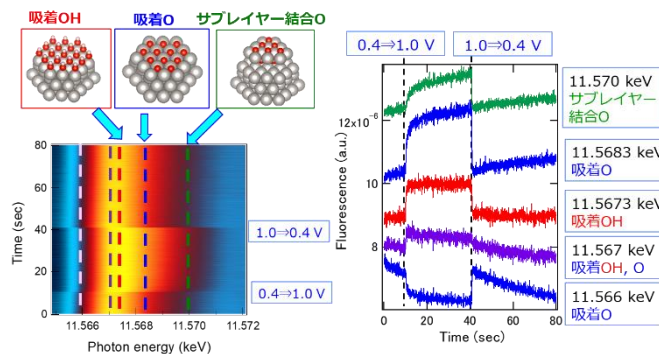 吸着OH
吸着O
サブレイヤー結合O
80
60
40
20
0
Time (sec)
1.0⇒0.4 V
0.4⇒1.0 V
11.566
11.568
11.570
11.572
Photon energy (keV)
0.4⇒1.0 V
1.0⇒0.4 V
12x10⁻⁶
10
8
Fluorescence (a.u.)
0
20
40
60
80
Time (sec)
11.570 keV
サブレイヤー
結合O
11.5683 keV
吸着O
11.5673 keV
吸着OH
11.567 keV
吸着OH, O
11.566 keV
吸着O